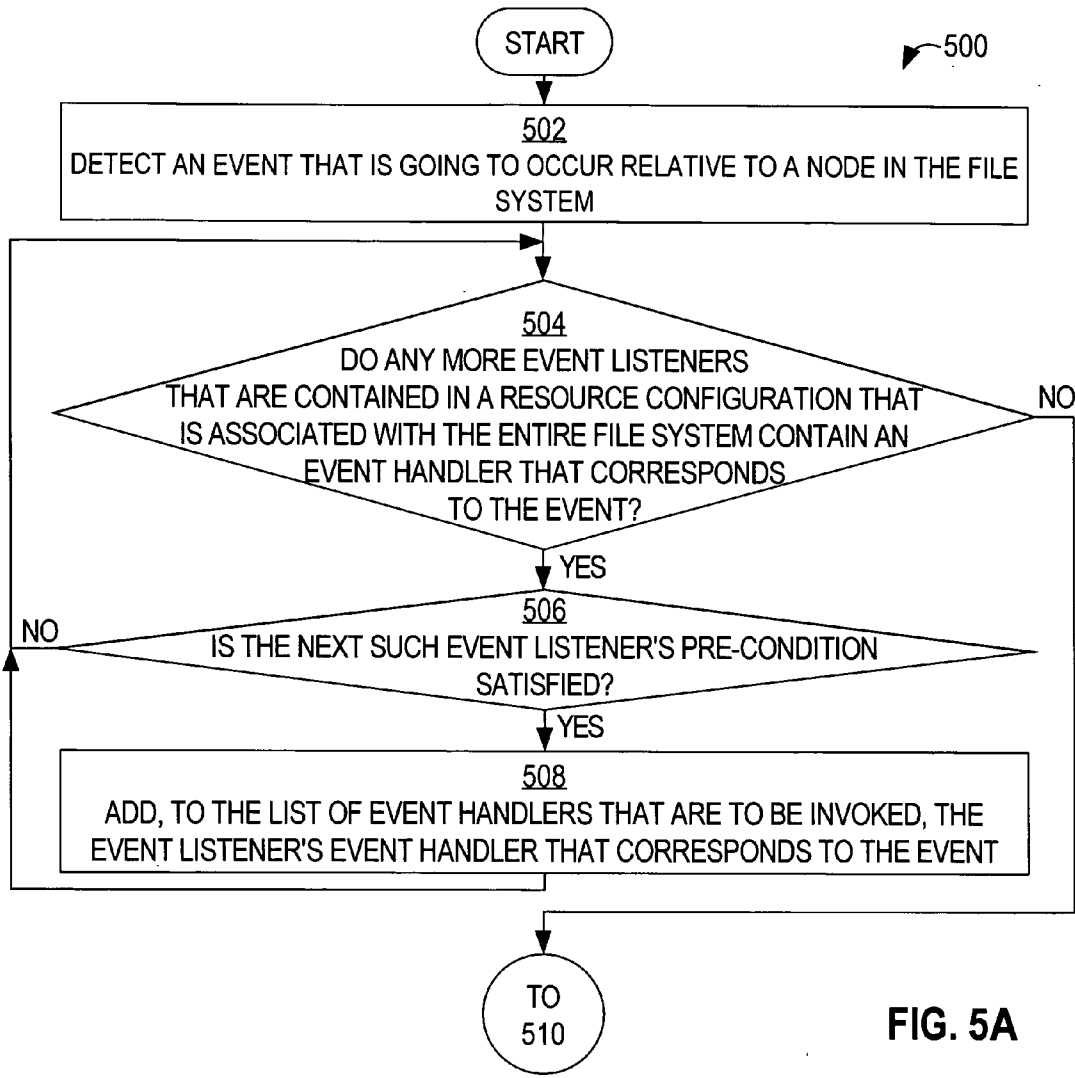 START
500
502
DETECT AN EVENT THAT IS GOING TO OCCUR RELATIVE TO A NODE IN THE FILE
SYSTEM
504
DO ANY MORE EVENT LISTENERS
THAT ARE CONTAINED IN A RESOURCE CONFIGURATION THAT
IS ASSOCIATED WITH THE ENTIRE FILE SYSTEM CONTAIN AN
EVENT HANDLER THAT CORRESPONDS
TO THE EVENT?
NO
YES
506
IS THE NEXT SUCH EVENT LISTENER'S PRE-CONDITION
SATISFIED?
NO
YES
508
ADD, TO THE LIST OF EVENT HANDLERS THAT ARE TO BE INVOKED, THE
EVENT LISTENER'S EVENT HANDLER THAT CORRESPONDS TO THE EVENT
TO
510
FIG. 5A